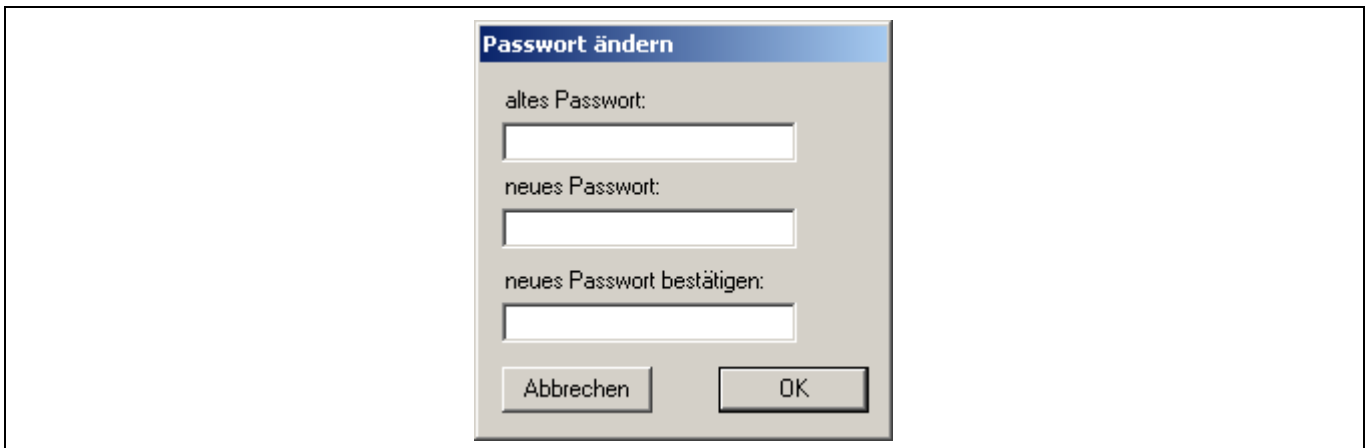 Passwort ändern
altes Passwort:
neues Passwort:
neues Passwort bestätigen:
Abbrechen OK